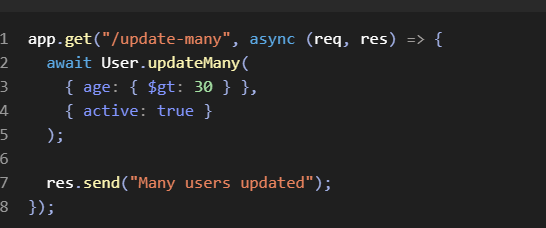 1 app.get("/update-many", async (req, res) => {
2   await User.updateMany(
3     { age: { $gt: 30 } },
4     { active: true }
5   );
6
7   res.send("Many users updated");
8 });